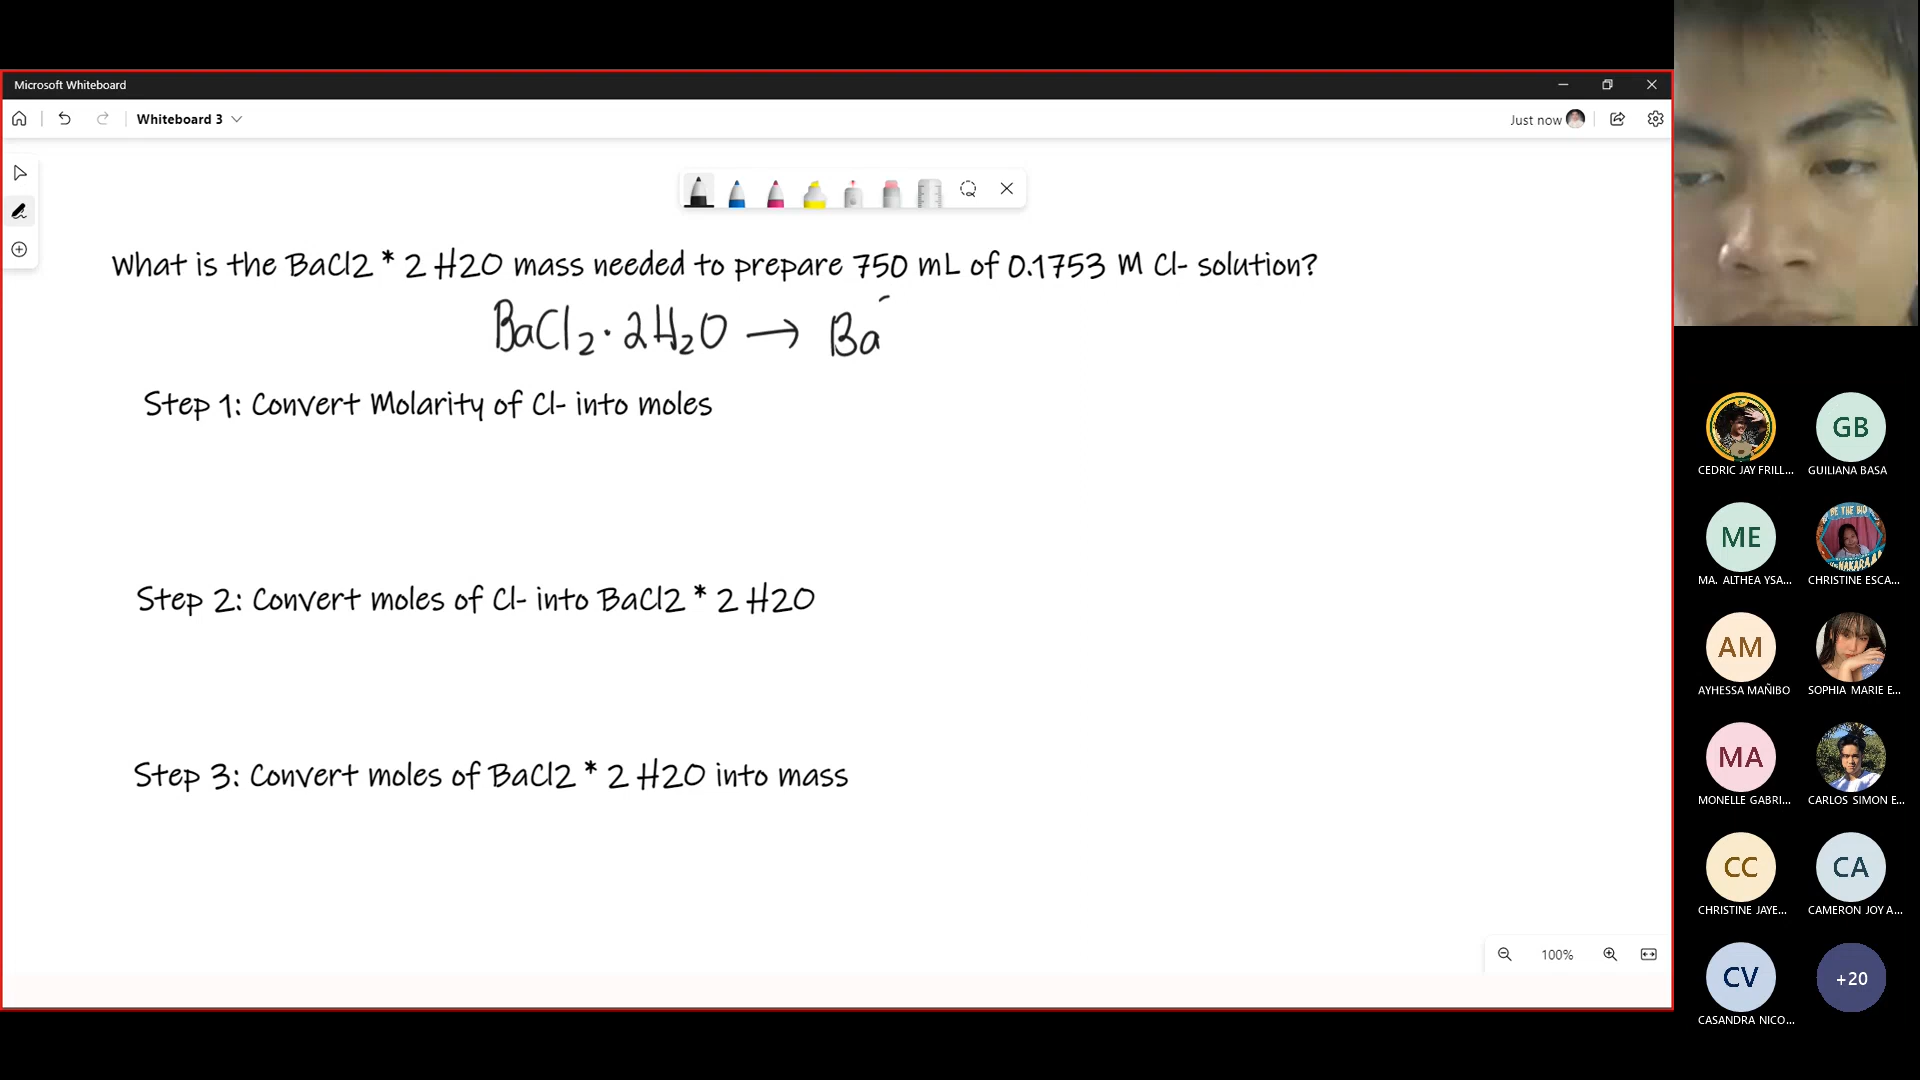 Microsoft Whiteboard
Whiteboard 3
Just now
What is the BaCl2 * 2 H2O mass needed to prepare 750 mL of 0.1753 M Cl- solution?
BaCl₂·2H₂O → Ba
Step 1: Convert Molarity of Cl- into moles
Step 2: Convert moles of Cl- into BaCl2 * 2 H2O
Step 3: Convert moles of BaCl2 * 2 H2O into mass
100%
CEDRIC JAY FRILL...
GB
GUILIANA BASA
ME
MA. ALTHEA YSA...
BE THE BIO
CHRISTINE ESCA...
AM
AYHESSA MAÑIBO
SOPHIA MARIE E...
MA
MONELLE GABRI...
CARLOS SIMON E...
CC
CHRISTINE JAYE...
CA
CAMERON JOY A...
CV
CASANDRA NICO...
+20